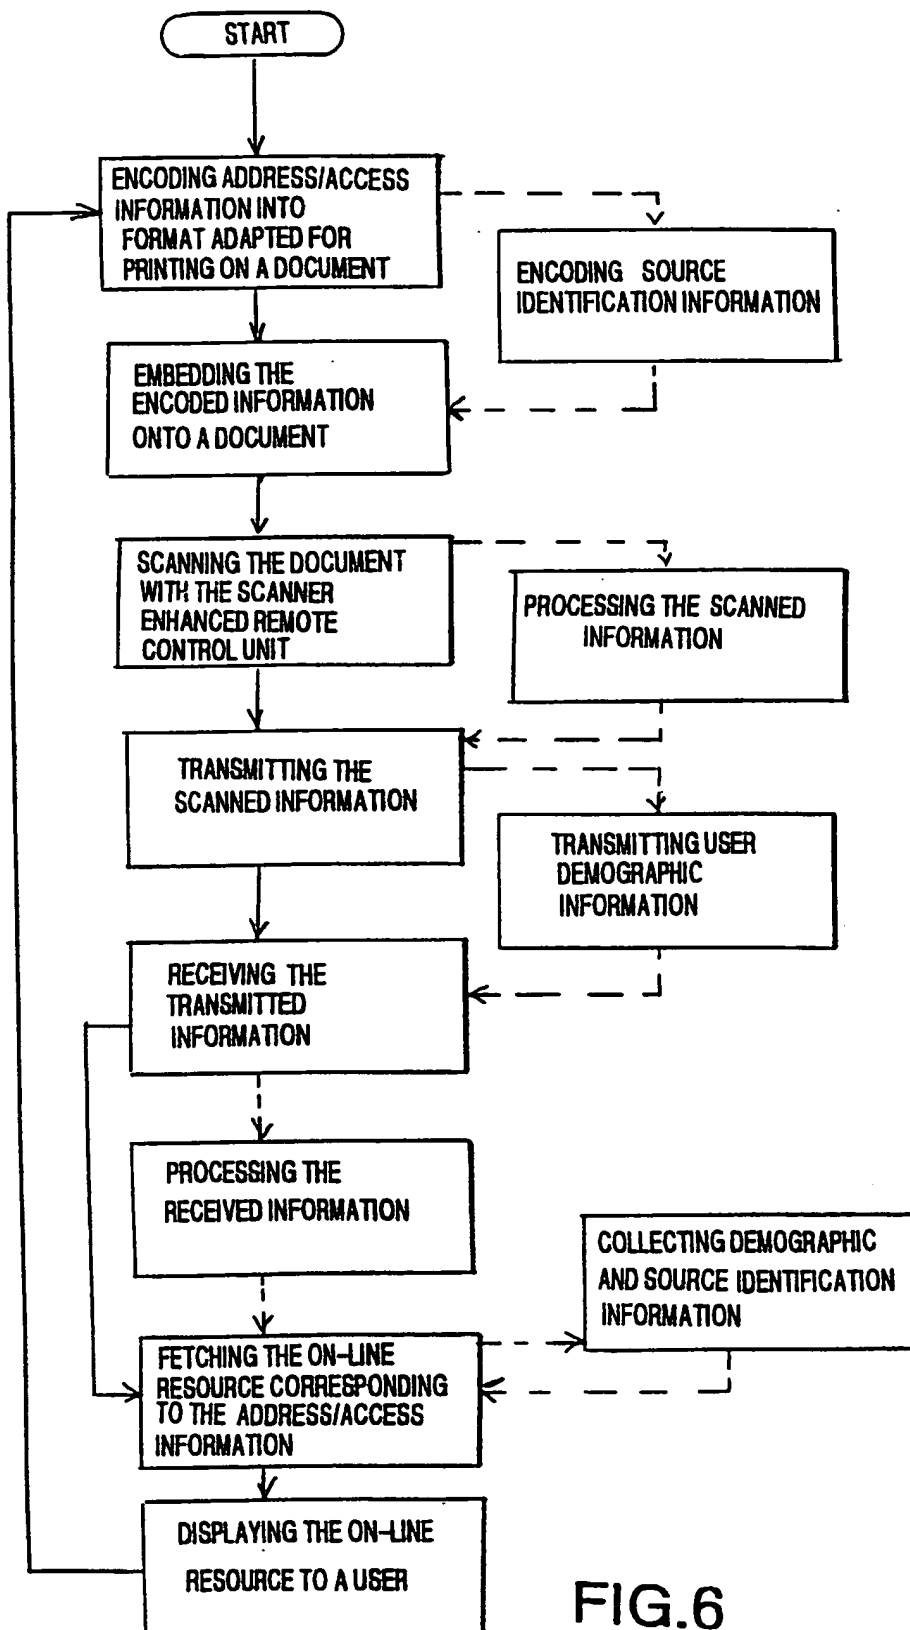 START
ENCODING ADDRESS/ACCESS
INFORMATION INTO
FORMAT ADAPTED FOR
PRINTING ON A DOCUMENT
ENCODING SOURCE
IDENTIFICATION INFORMATION
EMBEDDING THE
ENCODED INFORMATION
ONTO A DOCUMENT
SCANNING THE DOCUMENT
WITH THE SCANNER
ENHANCED REMOTE
CONTROL UNIT
PROCESSING THE SCANNED
INFORMATION
TRANSMITTING THE
SCANNED INFORMATION
TRANSMITTING USER
DEMOGRAPHIC
INFORMATION
RECEIVING THE
TRANSMITTED
INFORMATION
PROCESSING THE
RECEIVED INFORMATION
COLLECTING DEMOGRAPHIC
AND SOURCE IDENTIFICATION
INFORMATION
FETCHING THE ON-LINE
RESOURCE CORRESPONDING
TO THE ADDRESS/ACCESS
INFORMATION
DISPLAYING THE ON-LINE
RESOURCE TO A USER
FIG.6